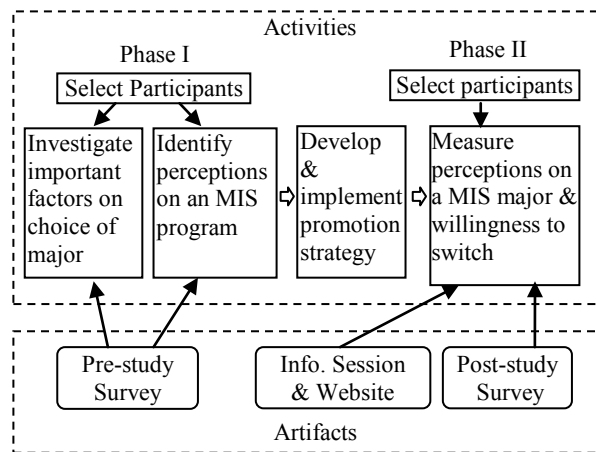 Activities
Phase I
Phase II
Select Participants
Select participants
Investigate
important
factors on
choice of
major
Identify
perceptions
on an MIS
program
Develop
&
implement
promotion
strategy
Measure
perceptions on
a MIS major &
willingness to
switch
Pre-study
Survey
Info. Session
& Website
Post-study
Survey
Artifacts